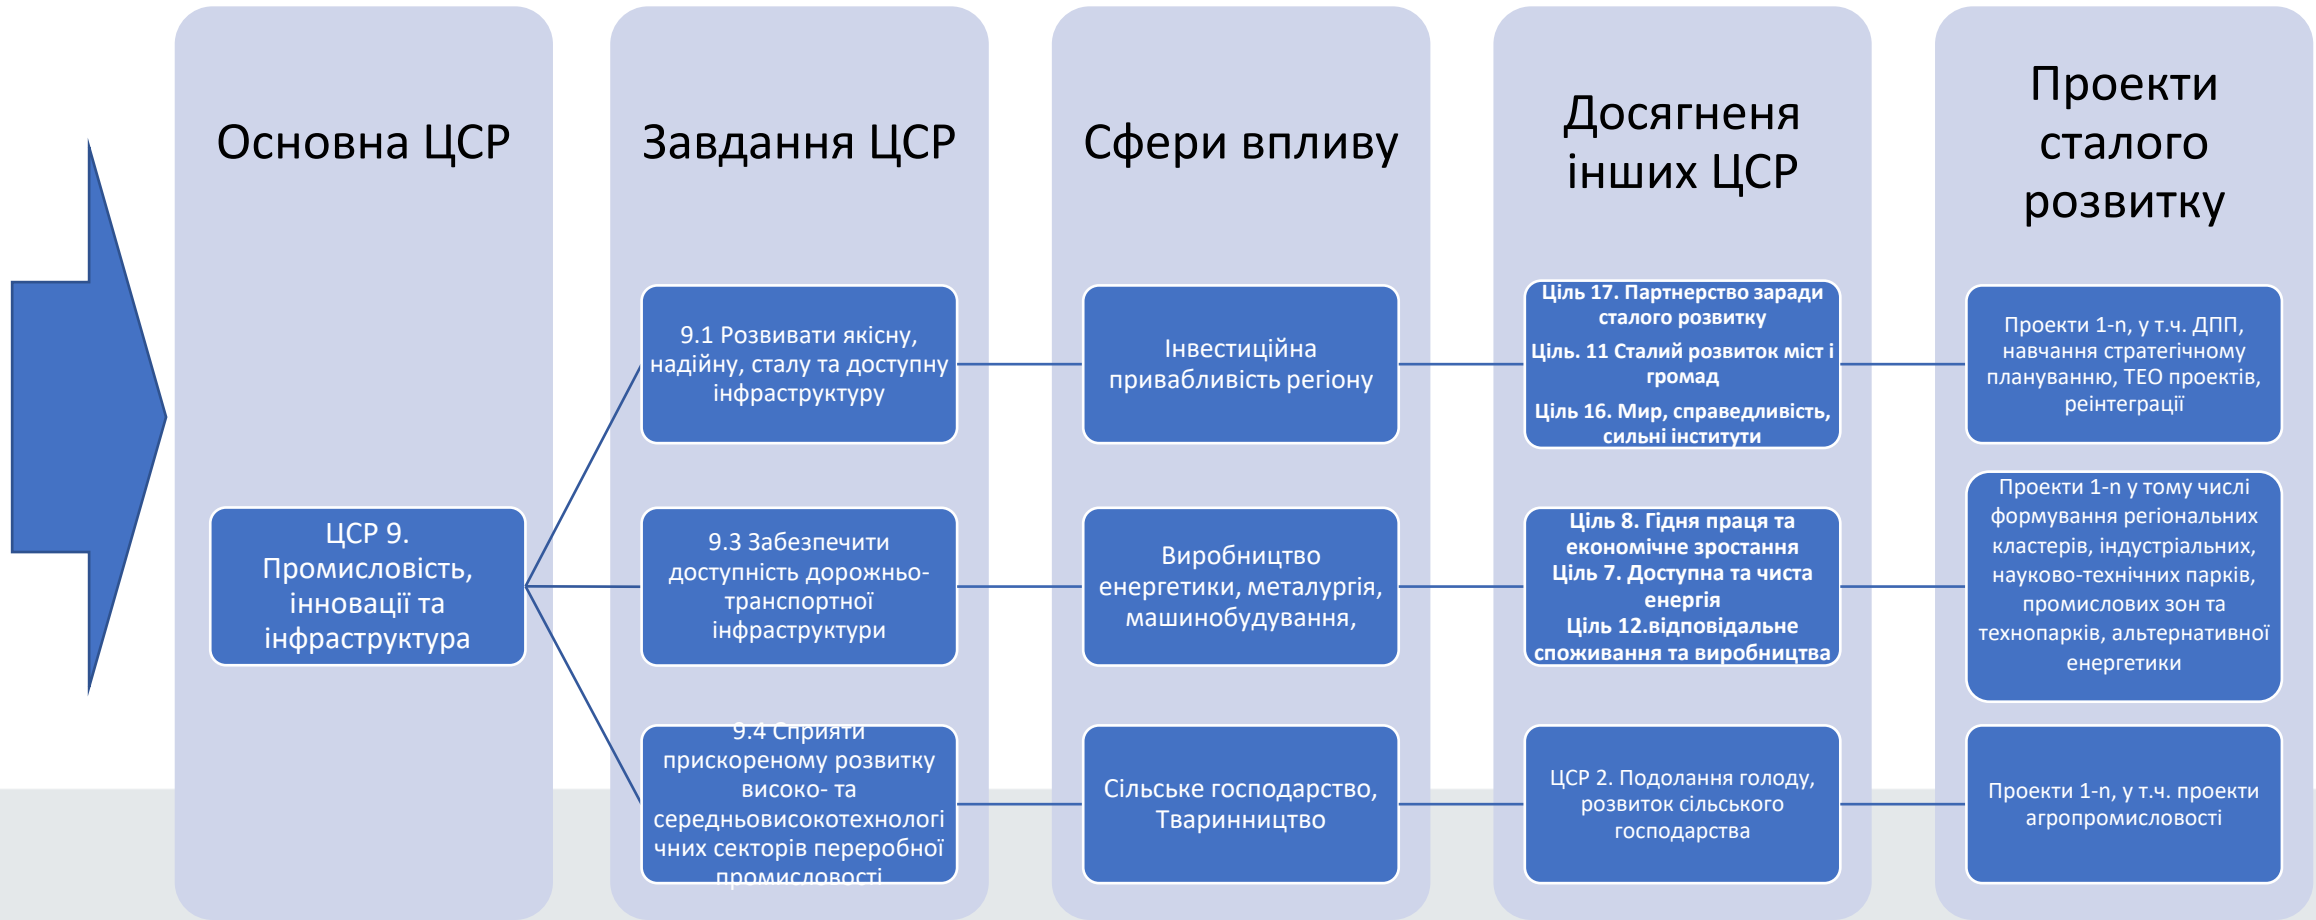 Основна ЦСР
Завдання ЦСР
Сфери впливу
Досягненя
інших ЦСР
Проекти
сталого
розвитку
ЦСР 9.
Промисловість,
інновації та
інфраструктура
9.1 Розвивати якісну,
надійну, сталу та доступну
інфраструктуру
Інвестиційна
привабливість регіону
Ціль 17. Партнерство заради
сталого розвитку
Ціль. 11 Сталий розвиток міст і
громад
Ціль 16. Мир, справедливість,
сильні інститути
Проекти 1-n, у т.ч. ДПП,
навчання стратегічному
плануванню, ТЕО проектів,
реінтеграції
9.3 Забезпечити
доступність дорожньо-
транспортної
інфраструктури
Виробництво
енергетики, металургія,
машинобудування,
Ціль 8. Гідня праця та
економічне зростання
Ціль 7. Доступна та чиста
енергія
Ціль 12.відповідальне
споживання та виробництва
Проекти 1-n у тому числі
формування регіональних
кластерів, індустріальних,
науково-технічних парків,
промислових зон та
технопарків, альтернативної
енергетики
9.4 Сприяти
прискореному розвитку
високо- та
середньовисокотехнологі
чних секторів переробної
промисловості
Сільське господарство,
Тваринництво
ЦСР 2. Подолання голоду,
розвиток сільського
господарства
Проекти 1-n, у т.ч. проекти
агропромисловості